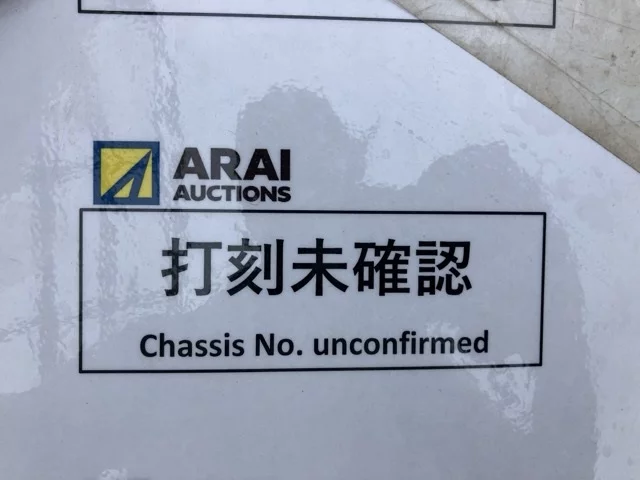 ARAI
AUCTIONS
打刻未確認
Chassis No. unconfirmed